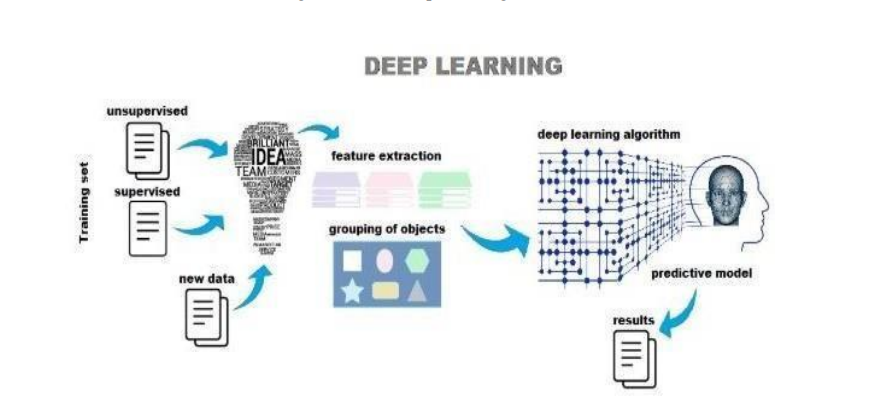 DEEP LEARNING
unsupervised
Training set
supervised
new data
BRILLIANT
IDEA
TEAM
feature extraction
grouping of objects
deep learning algorithm
predictive model
results